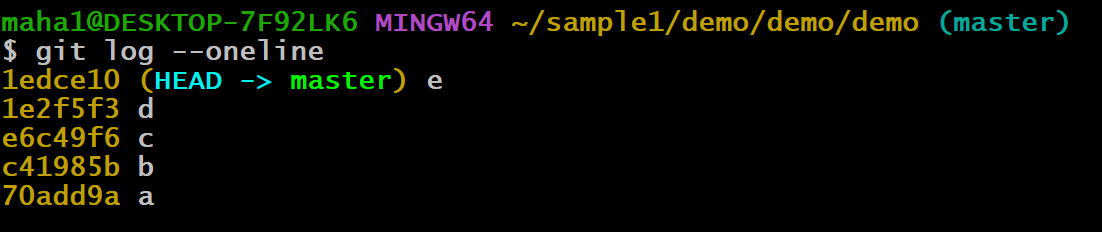 maha1@DESKTOP-7F92LK6 MINGW64 ~/sample1/demo/demo/demo (master)
$ git log --oneline
1edce10 (HEAD -> master) e
1e2f5f3 d
e6c49f6 c
c41985b b
70add9a a